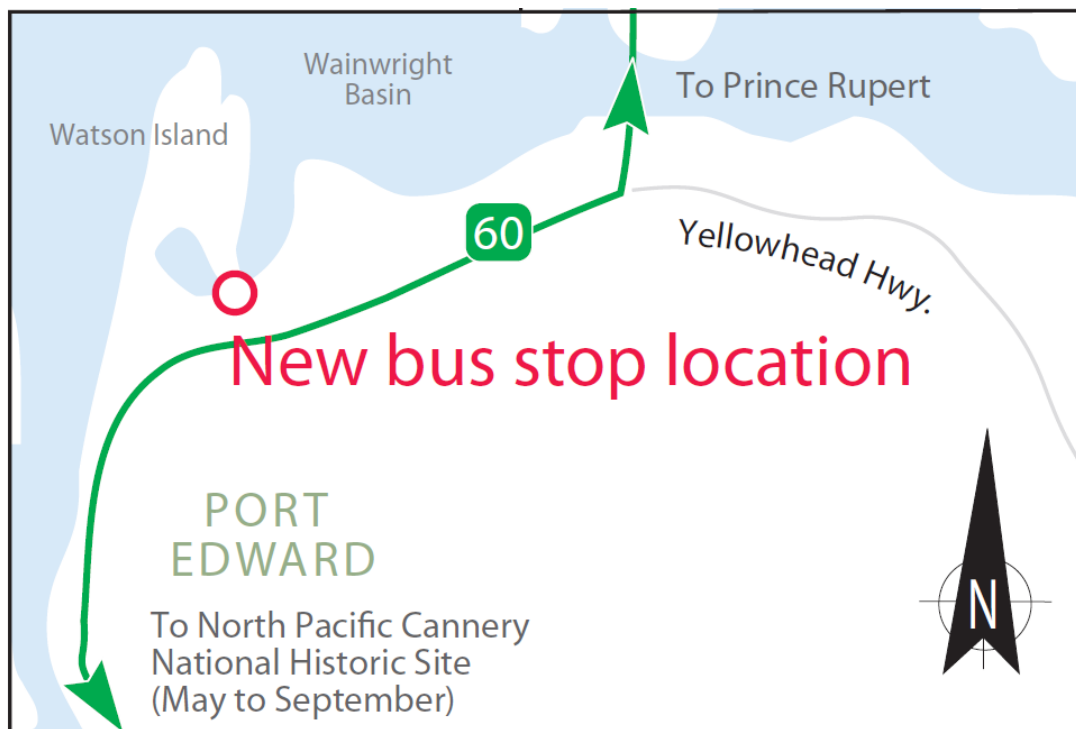 Wainwright
Basin
To Prince Rupert
Watson Island
60
Yellowhead Hwy.
New bus stop location
PORT
EDWARD
To North Pacific Cannery
National Historic Site
(May to September)
N